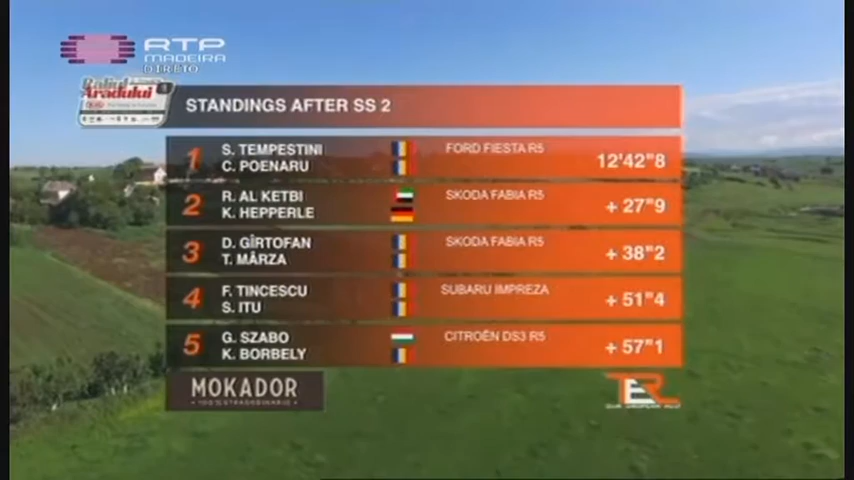 RTP
MADEIRA
DIRETO
Raliul
Aradului
STANDINGS AFTER SS 2
1 S. TEMPESTINI FORD FIESTA R5 12'42"8
C. POENARU
2 R. AL KETBI SKODA FABIA R5 + 27"9
K. HEPPERLE
3 D. GÎRTOFAN SKODA FABIA R5 + 38"2
T. MÂRZA
4 F. TINCESCU SUBARU IMPREZA + 51"4
S. ITU
5 G. SZABO CITROËN DS3 R5 + 57"1
K. BORBELY
MOKADOR
TER